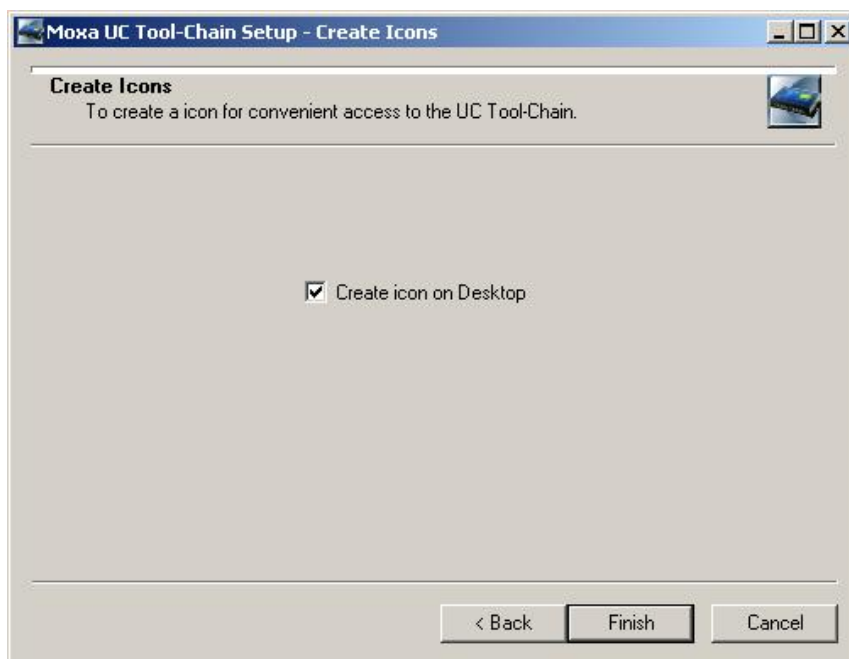 Moxa UC Tool-Chain Setup - Create Icons
Create Icons
To create a icon for convenient access to the UC Tool-Chain.
Create icon on Desktop
< Back
Finish
Cancel